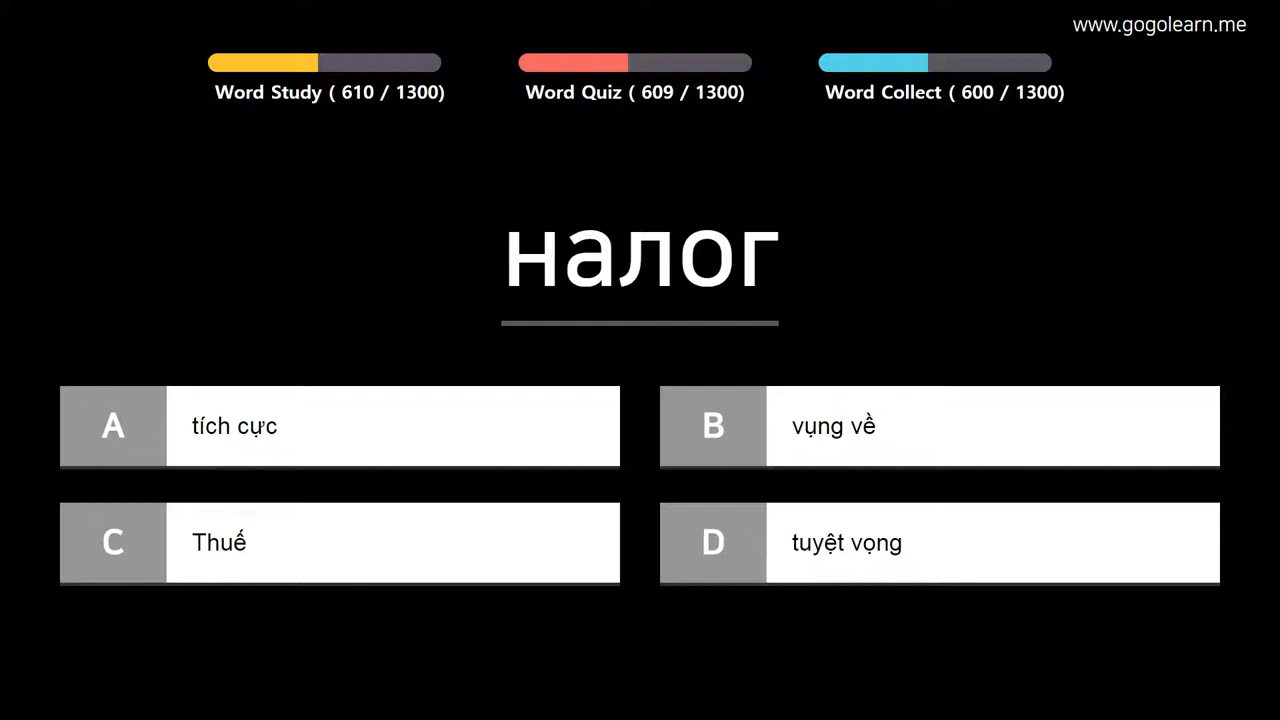 www.gogolearn.me
Word Study ( 610 / 1300)
Word Quiz ( 609 / 1300)
Word Collect ( 600 / 1300)
налог
A
tích cực
B
vụng về
C
Thuế
D
tuyệt vọng